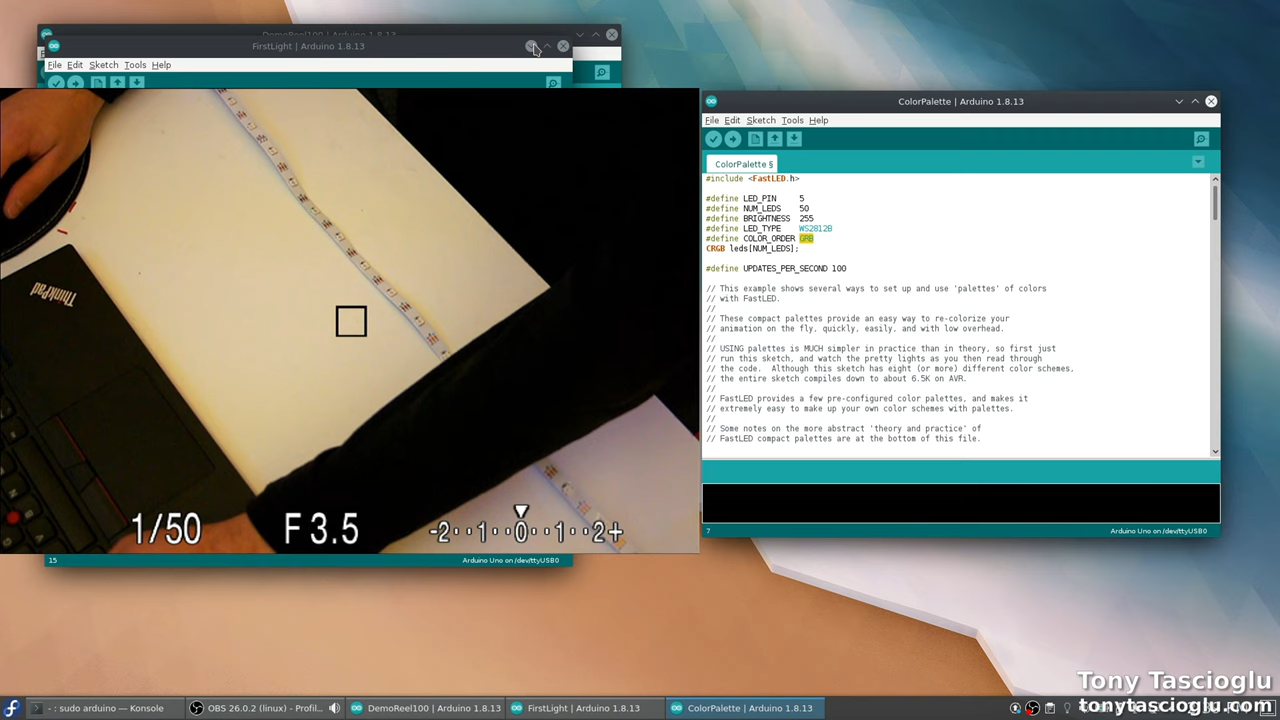 DemoReel100 | Arduino 1.8.13
FirstLight | Arduino 1.8.13
File Edit Sketch Tools Help
ColorPalette | Arduino 1.8.13
File Edit Sketch Tools Help
ColorPalette §
#include <FastLED.h>
#define LED_PIN 5
#define NUM_LEDS 50
#define BRIGHTNESS 255
#define LED_TYPE WS2812B
#define COLOR_ORDER GRB
CRGB leds[NUM_LEDS];
#define UPDATES_PER_SECOND 100
// This example shows several ways to set up and use 'palettes' of colors
// with FastLED.
//
// These compact palettes provide an easy way to re-colorize your
// animation on the fly, quickly, easily, and with low overhead.
//
// USING palettes is MUCH simpler in practice than in theory, so first just
// run this sketch, and watch the pretty lights as you then read through
// the code.  Although this sketch has eight (or more) different color schemes,
// the entire sketch compiles down to about 6.5K on AVR.
//
// FastLED provides a few pre-configured color palettes, and makes it
// extremely easy to make up your own color schemes with palettes.
//
// Some notes on the more abstract 'theory and practice' of
// FastLED compact palettes are at the bottom of this file.
7
Arduino Uno on /dev/ttyUSB0
ThinkPad
1/50 F 3.5 -2··1··0··1··2+
15
Arduino Uno on /dev/ttyUSB0
Tony Tascioglu
tonytascioglu.com
- : sudo arduino — Konsole
OBS 26.0.2 (linux) - Profil...
DemoReel100 | Arduino 1.8.13
FirstLight | Arduino 1.8.13
ColorPalette | Arduino 1.8.13